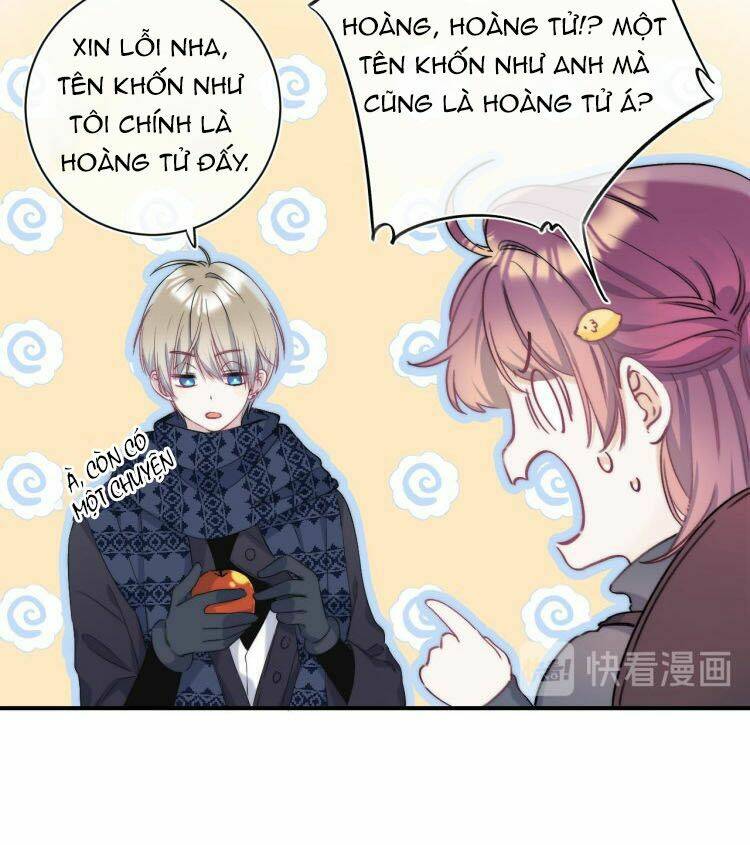 HOÀNG, HOÀNG TỬ!? MỘT
TÊN KHỐN NHƯ ANH MÀ
CŨNG LÀ HOÀNG TỬ Á?
XIN LỖI NHA,
TÊN KHỐN NHƯ
TÔI CHÍNH LÀ
HOÀNG TỬ ĐẤY.
À, CÒN CÓ
MỘT CHUYỆN
快看漫画